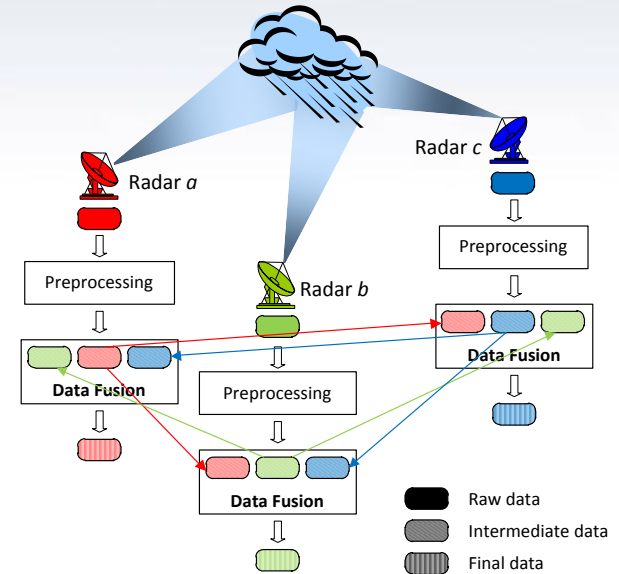 Radar c
Radar a
Preprocessing
Preprocessing
Radar b
Data Fusion
Data Fusion
Preprocessing
Data Fusion
Raw data
Intermediate data
Final data